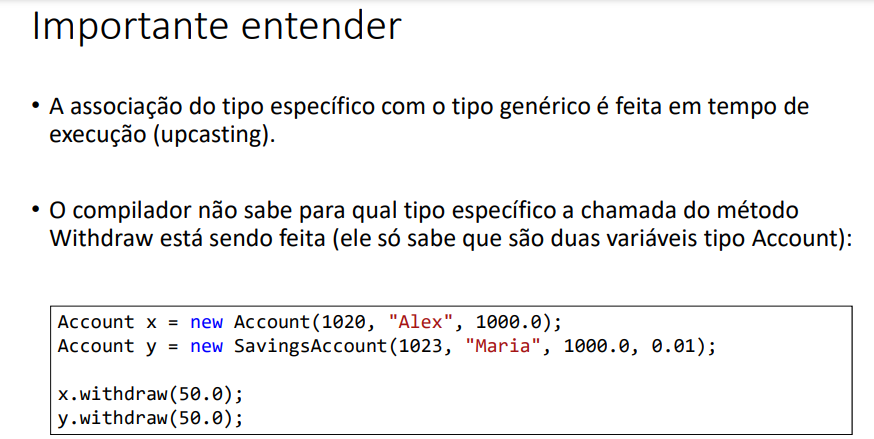 Importante entender
• A associação do tipo específico com o tipo genérico é feita em tempo de
execução (upcasting).
• O compilador não sabe para qual tipo específico a chamada do método
Withdraw está sendo feita (ele só sabe que são duas variáveis tipo Account):
Account x = new Account(1020, "Alex", 1000.0);
Account y = new SavingsAccount(1023, "Maria", 1000.0, 0.01);
x.withdraw(50.0);
y.withdraw(50.0);